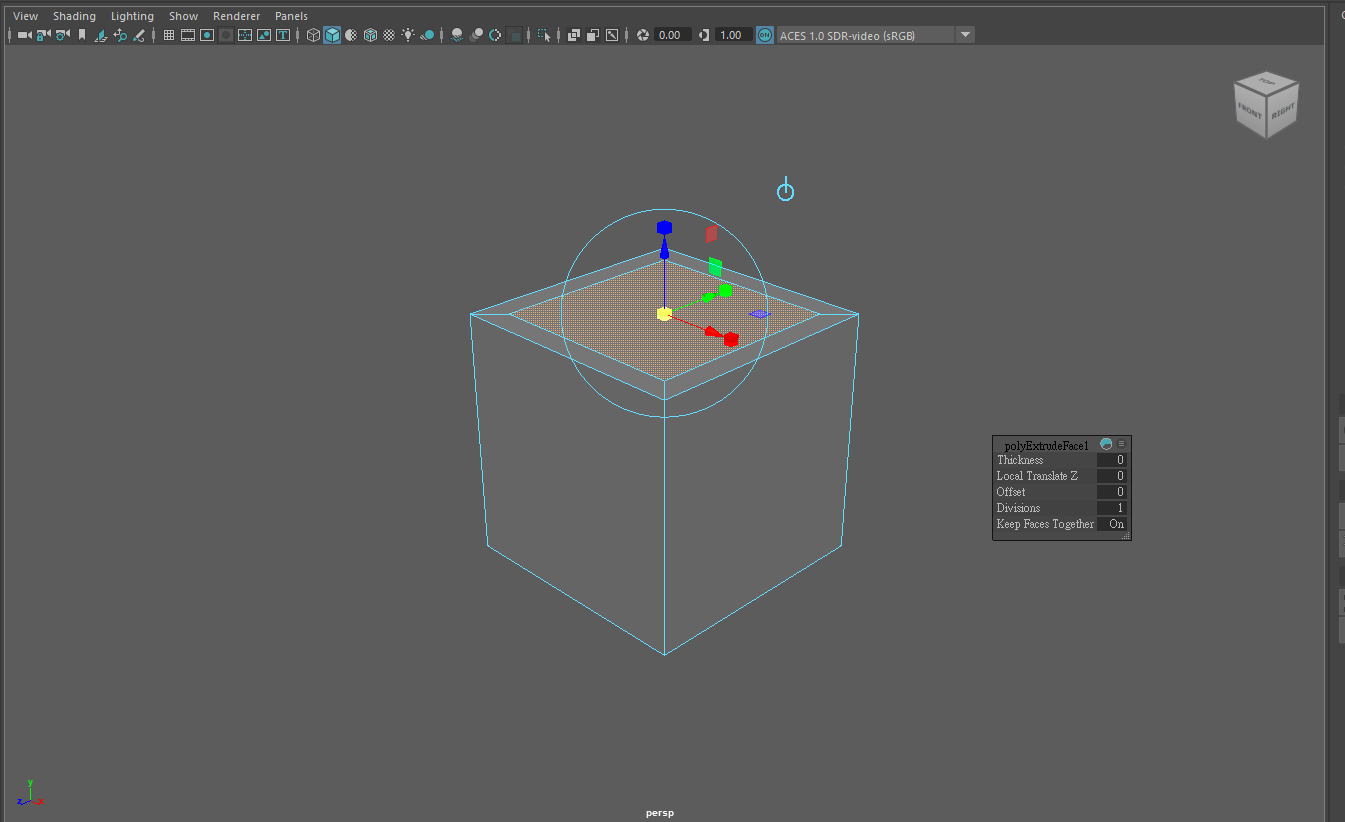 View Shading Lighting Show Renderer Panels
0.00 1.00 ON ACES 1.0 SDR-video (sRGB)
TOP
FRONT RIGHT
polyExtrudeFace1
Thickness 0
Local Translate Z 0
Offset 0
Divisions 1
Keep Faces Together On
y
z x
persp